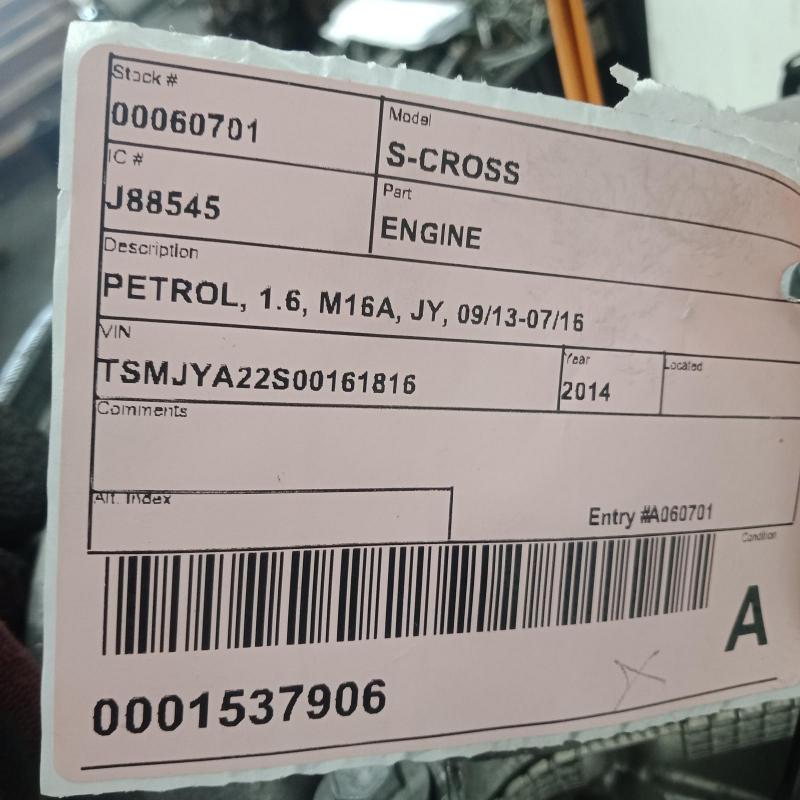 Stock #
00060701
Model
S-CROSS
IC #
J88545
Part
ENGINE
Description
PETROL, 1.6, M16A, JY, 09/13-07/16
VIN
TSMJYA22S00161816
Year
2014
Located
Comments
Alt. Index
Entry #A060701
Condition
A
0001537906